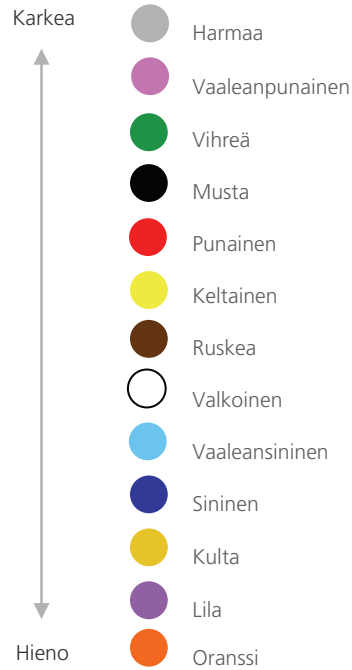 Karkea
Harmaa
Vaaleanpunainen
Vihreä
Musta
Punainen
Keltainen
Ruskea
Valkoinen
Vaaleansininen
Sininen
Kulta
Lila
Hieno
Oranssi